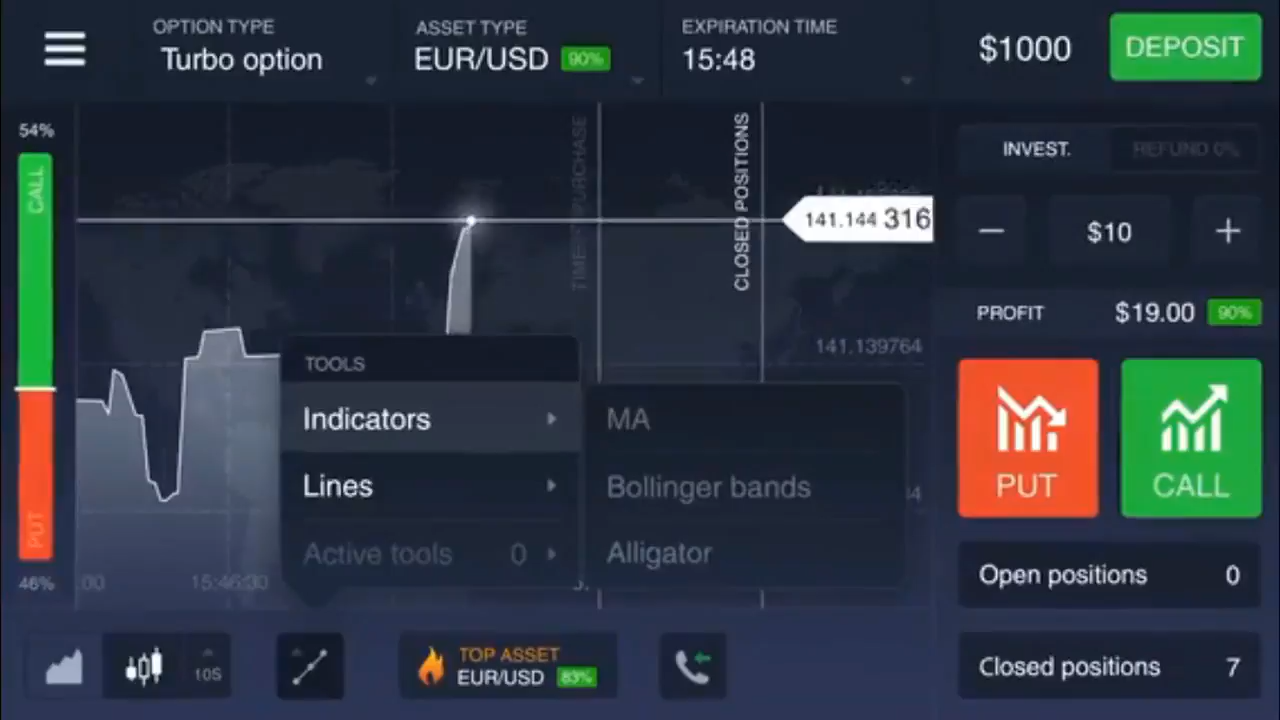 OPTION TYPE
Turbo option
ASSET TYPE
EUR/USD 90%
EXPIRATION TIME
15:48
$1000
DEPOSIT
54%
CALL
PUT
46%
PURCHASE
CLOSED POSITIONS
141.144 316
141.139764
:00
15:46:30
TOOLS
Indicators
Lines
Active tools 0
MA
Bollinger bands
Alligator
INVEST.
REFUND 0%
$10
PROFIT
$19.00 90%
PUT
CALL
Open positions 0
Closed positions 7
10S
TOP ASSET
EUR/USD 83%